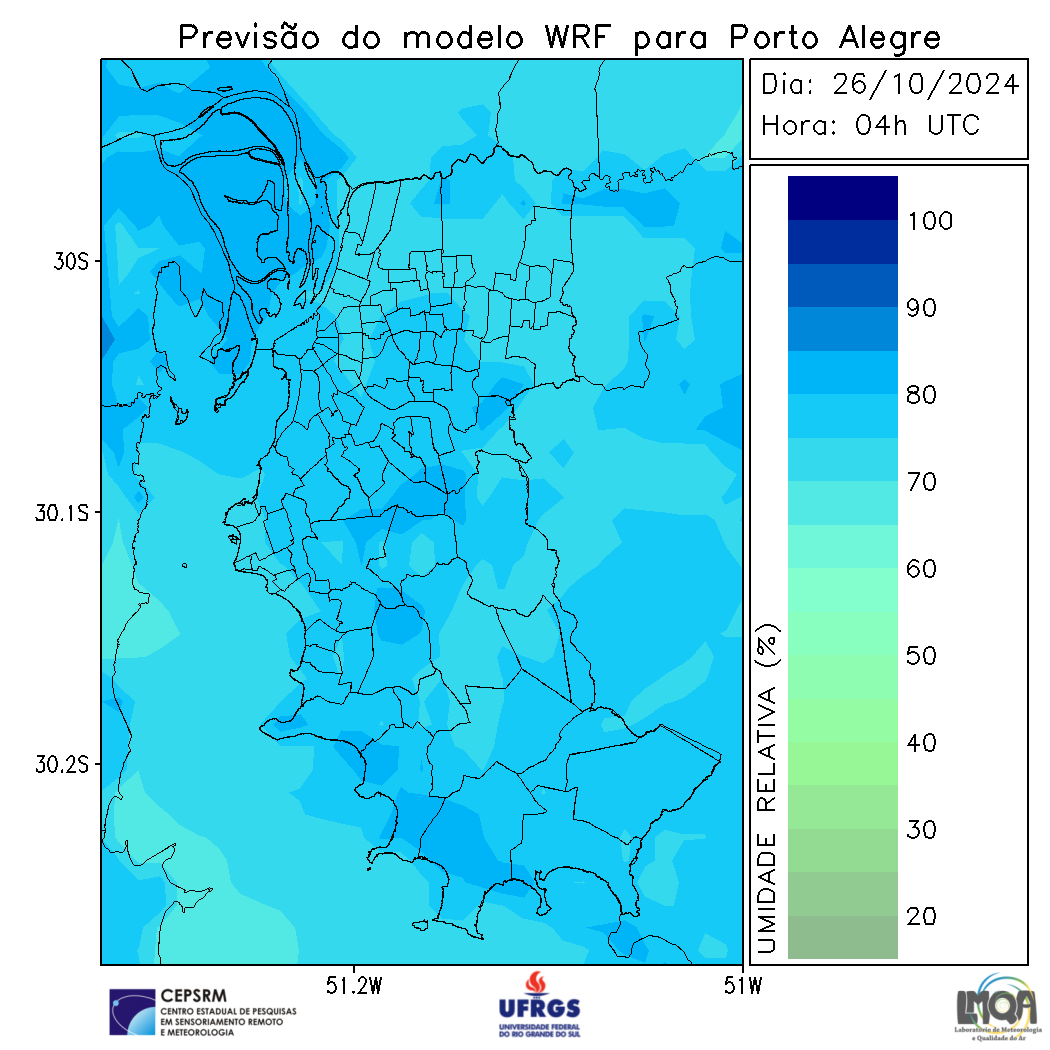 Previsão do modelo WRF para Porto Alegre
Dia: 26/10/2024
Hora: 04h UTC
30S
30.1S
30.2S
51.2W
51W
100
90
80
70
60
50
40
30
20
UMIDADE RELATIVA (%)
CEPSRM
CENTRO ESTADUAL DE PESQUISAS
EM SENSORIAMENTO REMOTO
E METEOROLOGIA
UFRGS
UNIVERSIDADE FEDERAL
DO RIO GRANDE DO SUL
LMQA
Laboratório de Meteorologia
e Qualidade do Ar